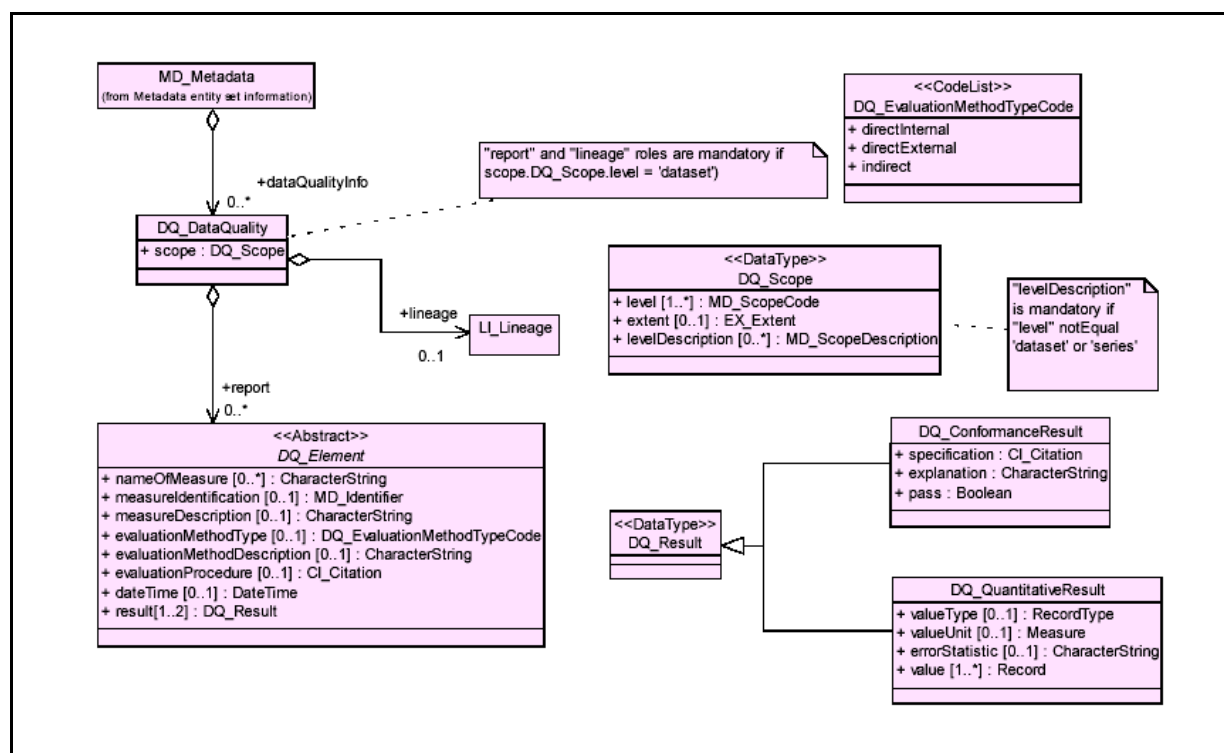 MD_Metadata
(from Metadata entity set information)
<<CodeList>>
DQ_EvaluationMethodTypeCode
+ directInternal
+ directExternal
+ indirect
"report" and "lineage" roles are mandatory if
scope.DQ_Scope.level = 'dataset')
+dataQualityInfo
0..*
DQ_DataQuality
+ scope : DQ_Scope
<<DataType>>
DQ_Scope
+ level [1..*] : MD_ScopeCode
+ extent [0..1] : EX_Extent
+ levelDescription [0..*] : MD_ScopeDescription
"levelDescription"
is mandatory if
"level" notEqual
'dataset' or 'series'
+lineage
0..1
LI_Lineage
+report
0..*
<<Abstract>>
DQ_Element
+ nameOfMeasure [0..*] : CharacterString
+ measureIdentification [0..1] : MD_Identifier
+ measureDescription [0..1] : CharacterString
+ evaluationMethodType [0..1] : DQ_EvaluationMethodTypeCode
+ evaluationMethodDescription [0..1] : CharacterString
+ evaluationProcedure [0..1] : CI_Citation
+ dateTime [0..1] : DateTime
+ result[1..2] : DQ_Result
DQ_ConformanceResult
+ specification : CI_Citation
+ explanation : CharacterString
+ pass : Boolean
<<DataType>>
DQ_Result
DQ_QuantitativeResult
+ valueType [0..1] : RecordType
+ valueUnit [0..1] : Measure
+ errorStatistic [0..1] : CharacterString
+ value [1..*] : Record